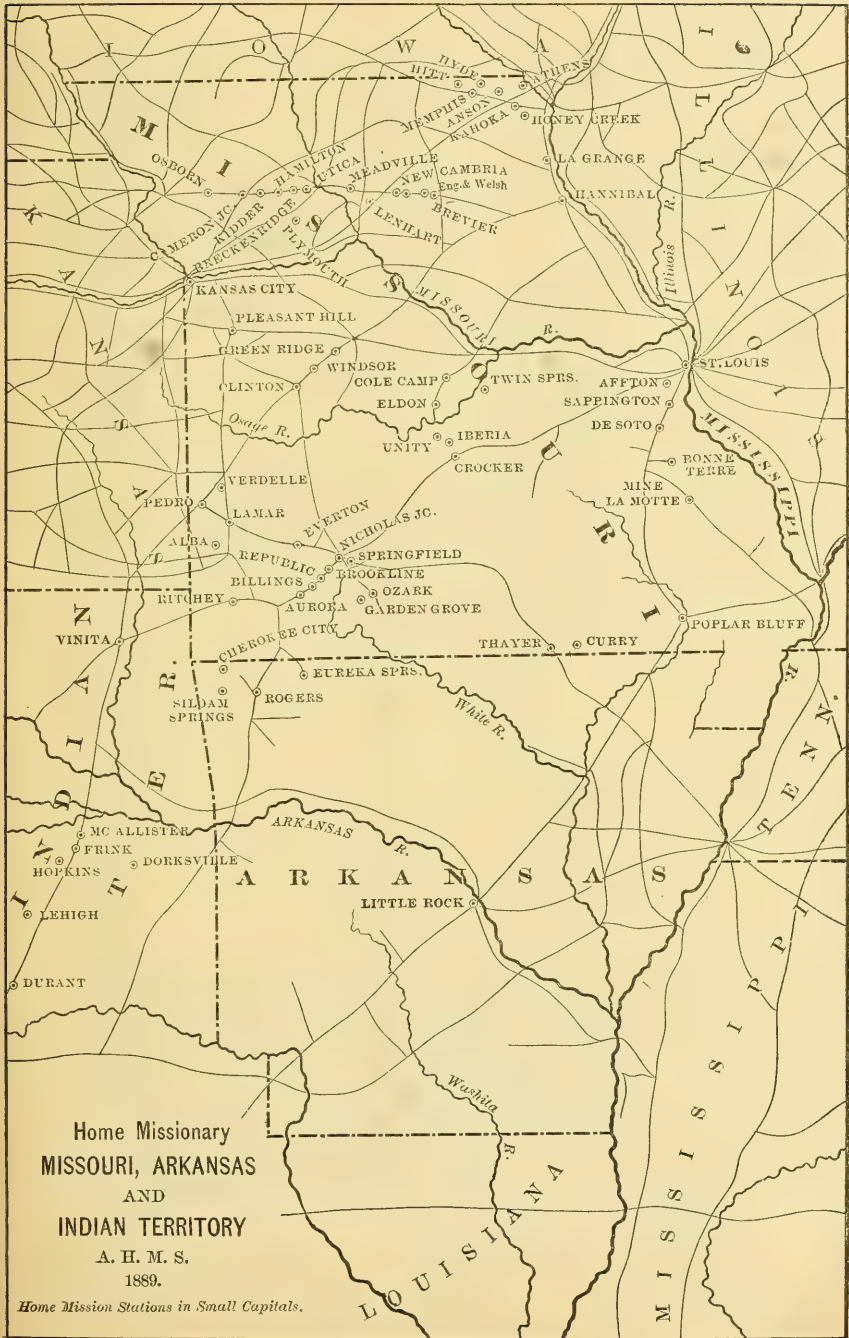 I O W A
HYDE
HITT
ATHENS
MEMPHIS
ANSON
KAHOKA
HONEY CREEK
LA GRANGE
HANNIBAL
ILLINOIS
Illinois R.
MISSOURI
OSBORN
HAMILTON
UTICA
MEADVILLE
NEW CAMBRIA
Eng. & Welsh
BREVIER
LENHART
CAMERON JC.
KIDDER
BRECKENRIDGE
PLYMOUTH
KANSAS
KANSAS CITY
MISSOURI R.
PLEASANT HILL
GREEN RIDGE
WINDSOR
CLINTON
COLE CAMP
TWIN SPRS.
ELDON
Osage R.
UNITY
IBERIA
CROCKER
ST. LOUIS
AFFTON
SAPPINGTON
DE SOTO
MISSISSIPPI R.
BONNE
TERRE
MINE
LA MOTTE
VERDELLE
PEDRO
LAMAR
ALBA
EVERTON
NICHOLAS JC.
REPUBLIC
SPRINGFIELD
BROOKLINE
BILLINGS
OZARK
RITCHEY
AURORA
GARDEN GROVE
POPLAR BLUFF
THAYER
CURRY
VINITA
CHEROKEE CITY
EUREKA SPRS.
SILOAM
SPRINGS
ROGERS
White R.
INDIAN TER.
TENN.
ARKANSAS R.
MC ALLISTER
FRINK
HOPKINS
DORKSVILLE
ARKANSAS
LEHIGH
LITTLE ROCK
DURANT
MISSISSIPPI
Washita R.
LOUISIANA
Home Missionary
MISSOURI, ARKANSAS
AND
INDIAN TERRITORY
A. H. M. S.
1889.
Home Mission Stations in Small Capitals.